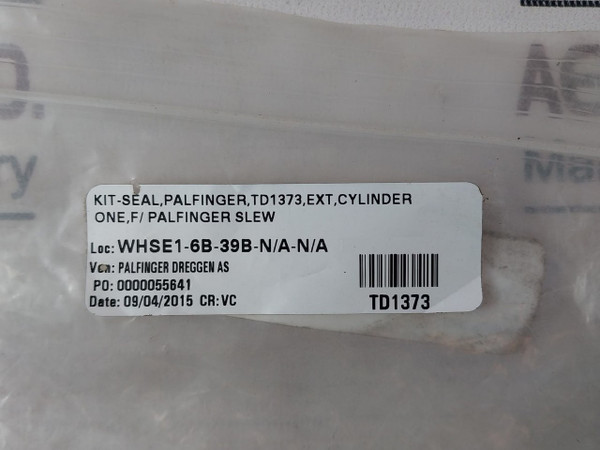 KIT-SEAL,PALFINGER,TD1373,EXT,CYLINDER
ONE,F/ PALFINGER SLEW
Loc: WHSE1-6B-39B-N/A-N/A
Ven: PALFINGER DREGGEN AS
PO: 0000055641
Date: 09/04/2015 CR:VC
TD1373